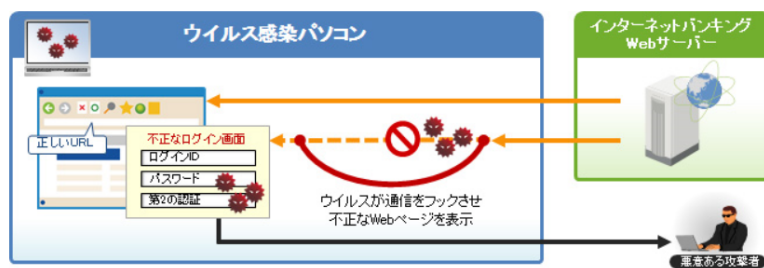 ウイルス感染パソコン
インターネットバンキング
Webサーバー
正しいURL
不正なログイン画面
ログインID
パスワード
第2の認証
ウイルスが通信をフックさせ
不正なWebページを表示
悪意ある攻撃者